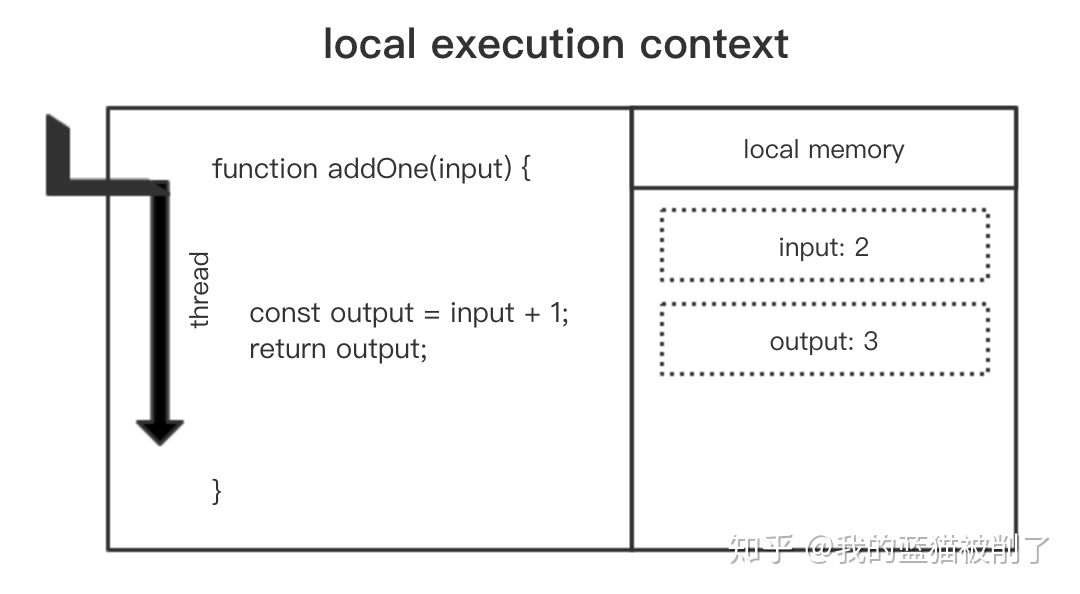 local execution context
function addOne(input) {
local memory
input: 2
thread
const output = input + 1;
return output;
output: 3
}
知乎 @我的蓝猫被削了